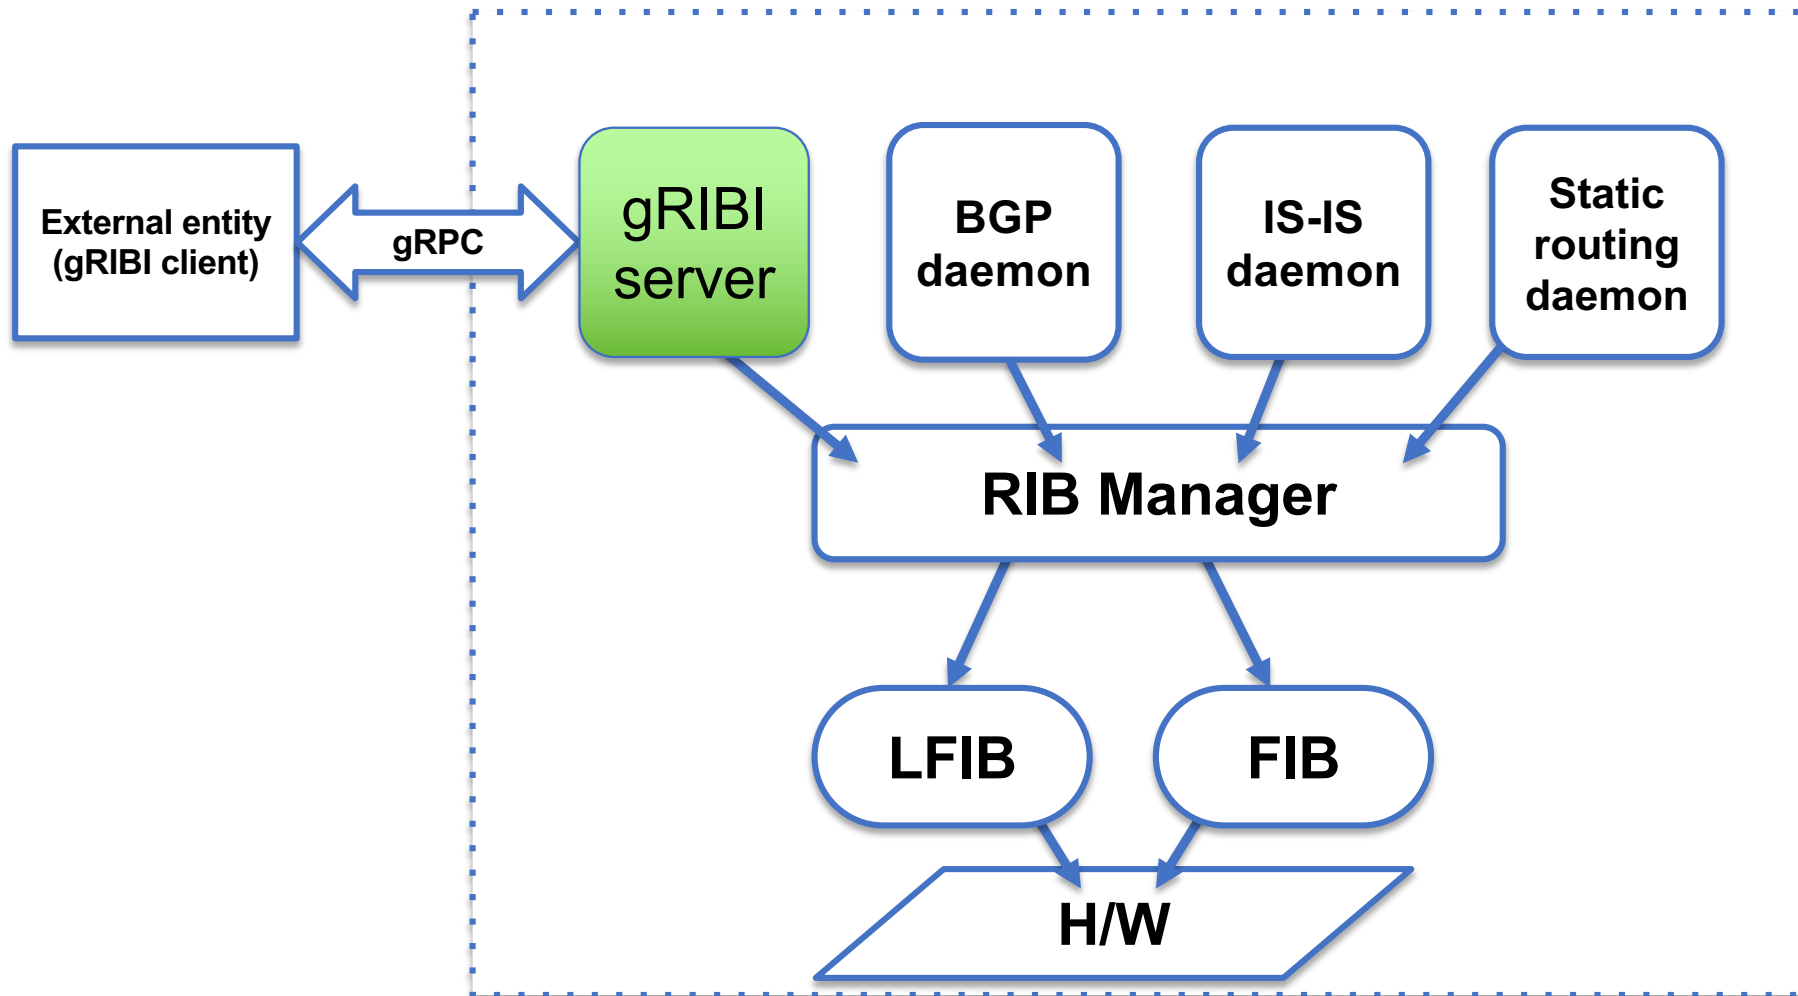 External entity
(gRIBI client)
gRPC
gRIBI
server
BGP
daemon
IS-IS
daemon
Static
routing
daemon
RIB Manager
LFIB
FIB
H/W